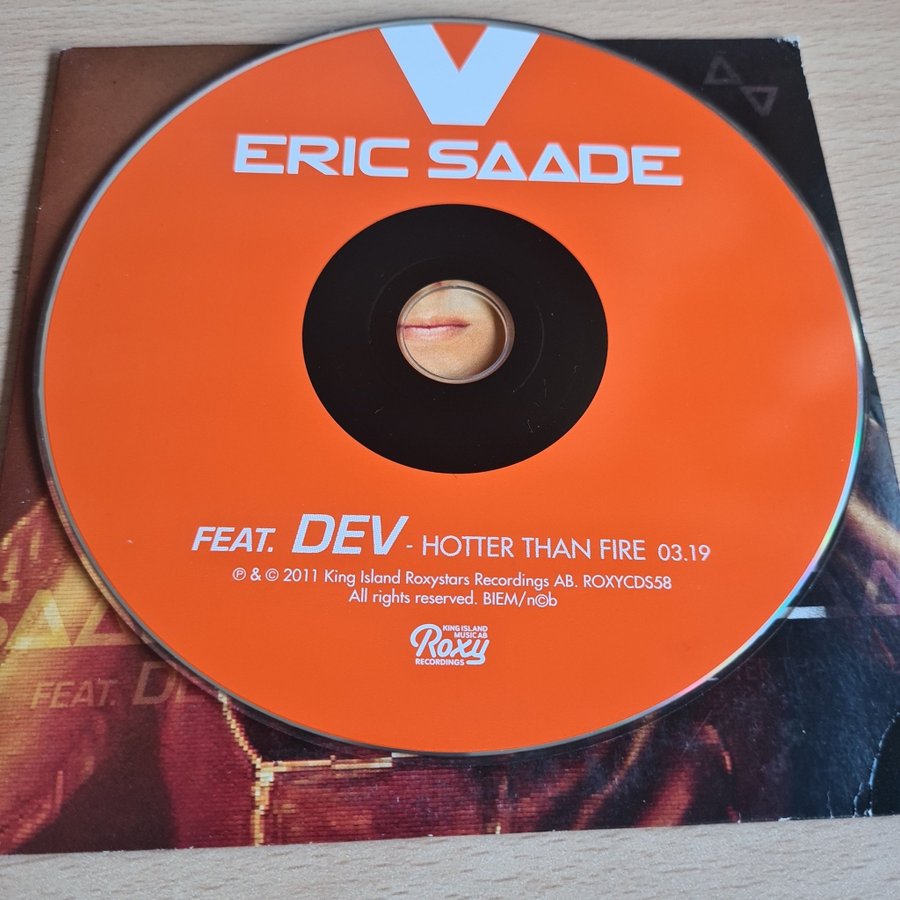 V
ERIC SAADE
FEAT. DEV - HOTTER THAN FIRE 03.19
℗ & © 2011 King Island Roxystars Recordings AB. ROXYCDS58
All rights reserved. BIEM/n©b
KING ISLAND
MUSIC AB
Roxy
RECORDINGS
FEAT. DE